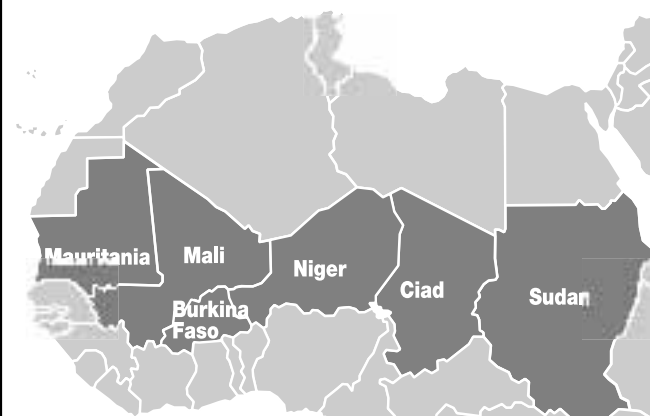 Mauritania
Mali
Niger
Ciad
Sudan
Burkina
Faso